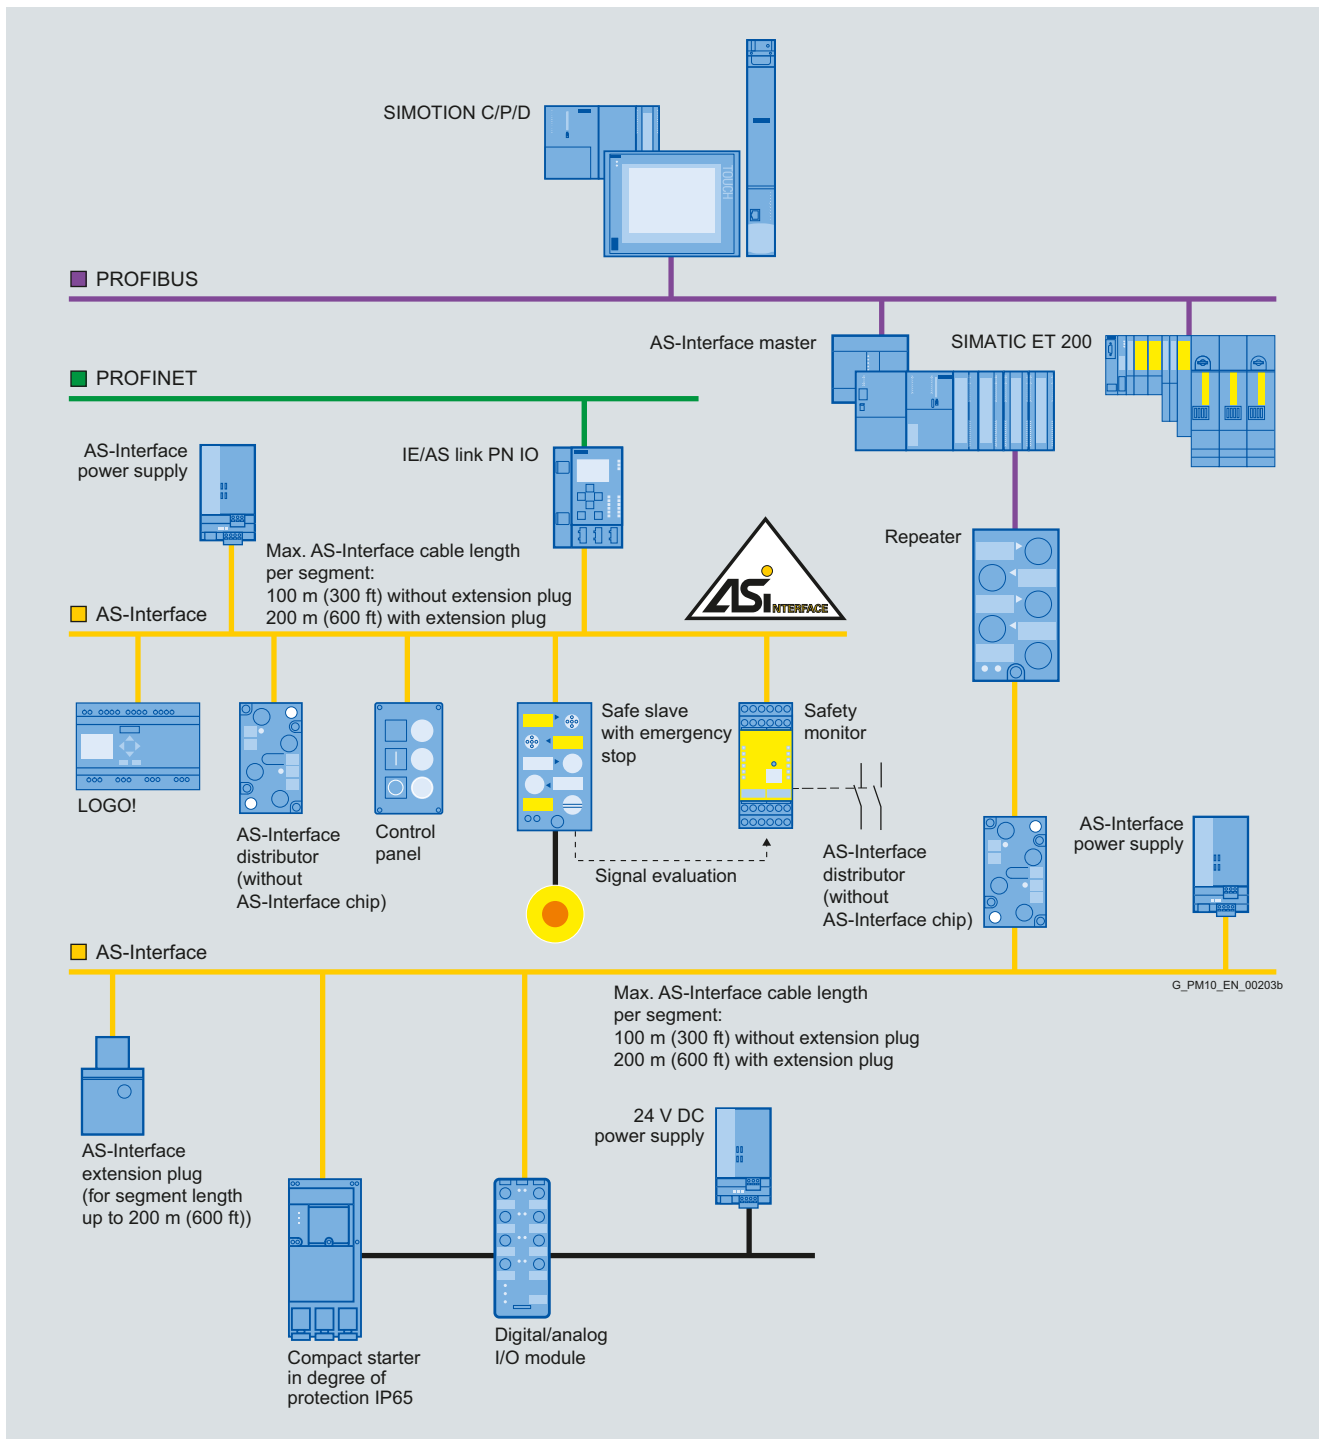 SIMOTION C/P/D
TOUCH
PROFIBUS
AS-Interface master
SIMATIC ET 200
PROFINET
AS-Interface
power supply
IE/AS link PN IO
Repeater
Max. AS-Interface cable length
per segment:
100 m (300 ft) without extension plug
200 m (600 ft) with extension plug
ASi INTERFACE
AS-Interface
LOGO!
AS-Interface
distributor
(without
AS-Interface chip)
Control
panel
Safe slave
with emergency
stop
Safety
monitor
Signal evaluation
AS-Interface
distributor
(without
AS-Interface chip)
AS-Interface
power supply
AS-Interface
G_PM10_EN_00203b
Max. AS-Interface cable length
per segment:
100 m (300 ft) without extension plug
200 m (600 ft) with extension plug
AS-Interface
extension plug
(for segment length
up to 200 m (600 ft))
24 V DC
power supply
Compact starter
in degree of
protection IP65
Digital/analog
I/O module